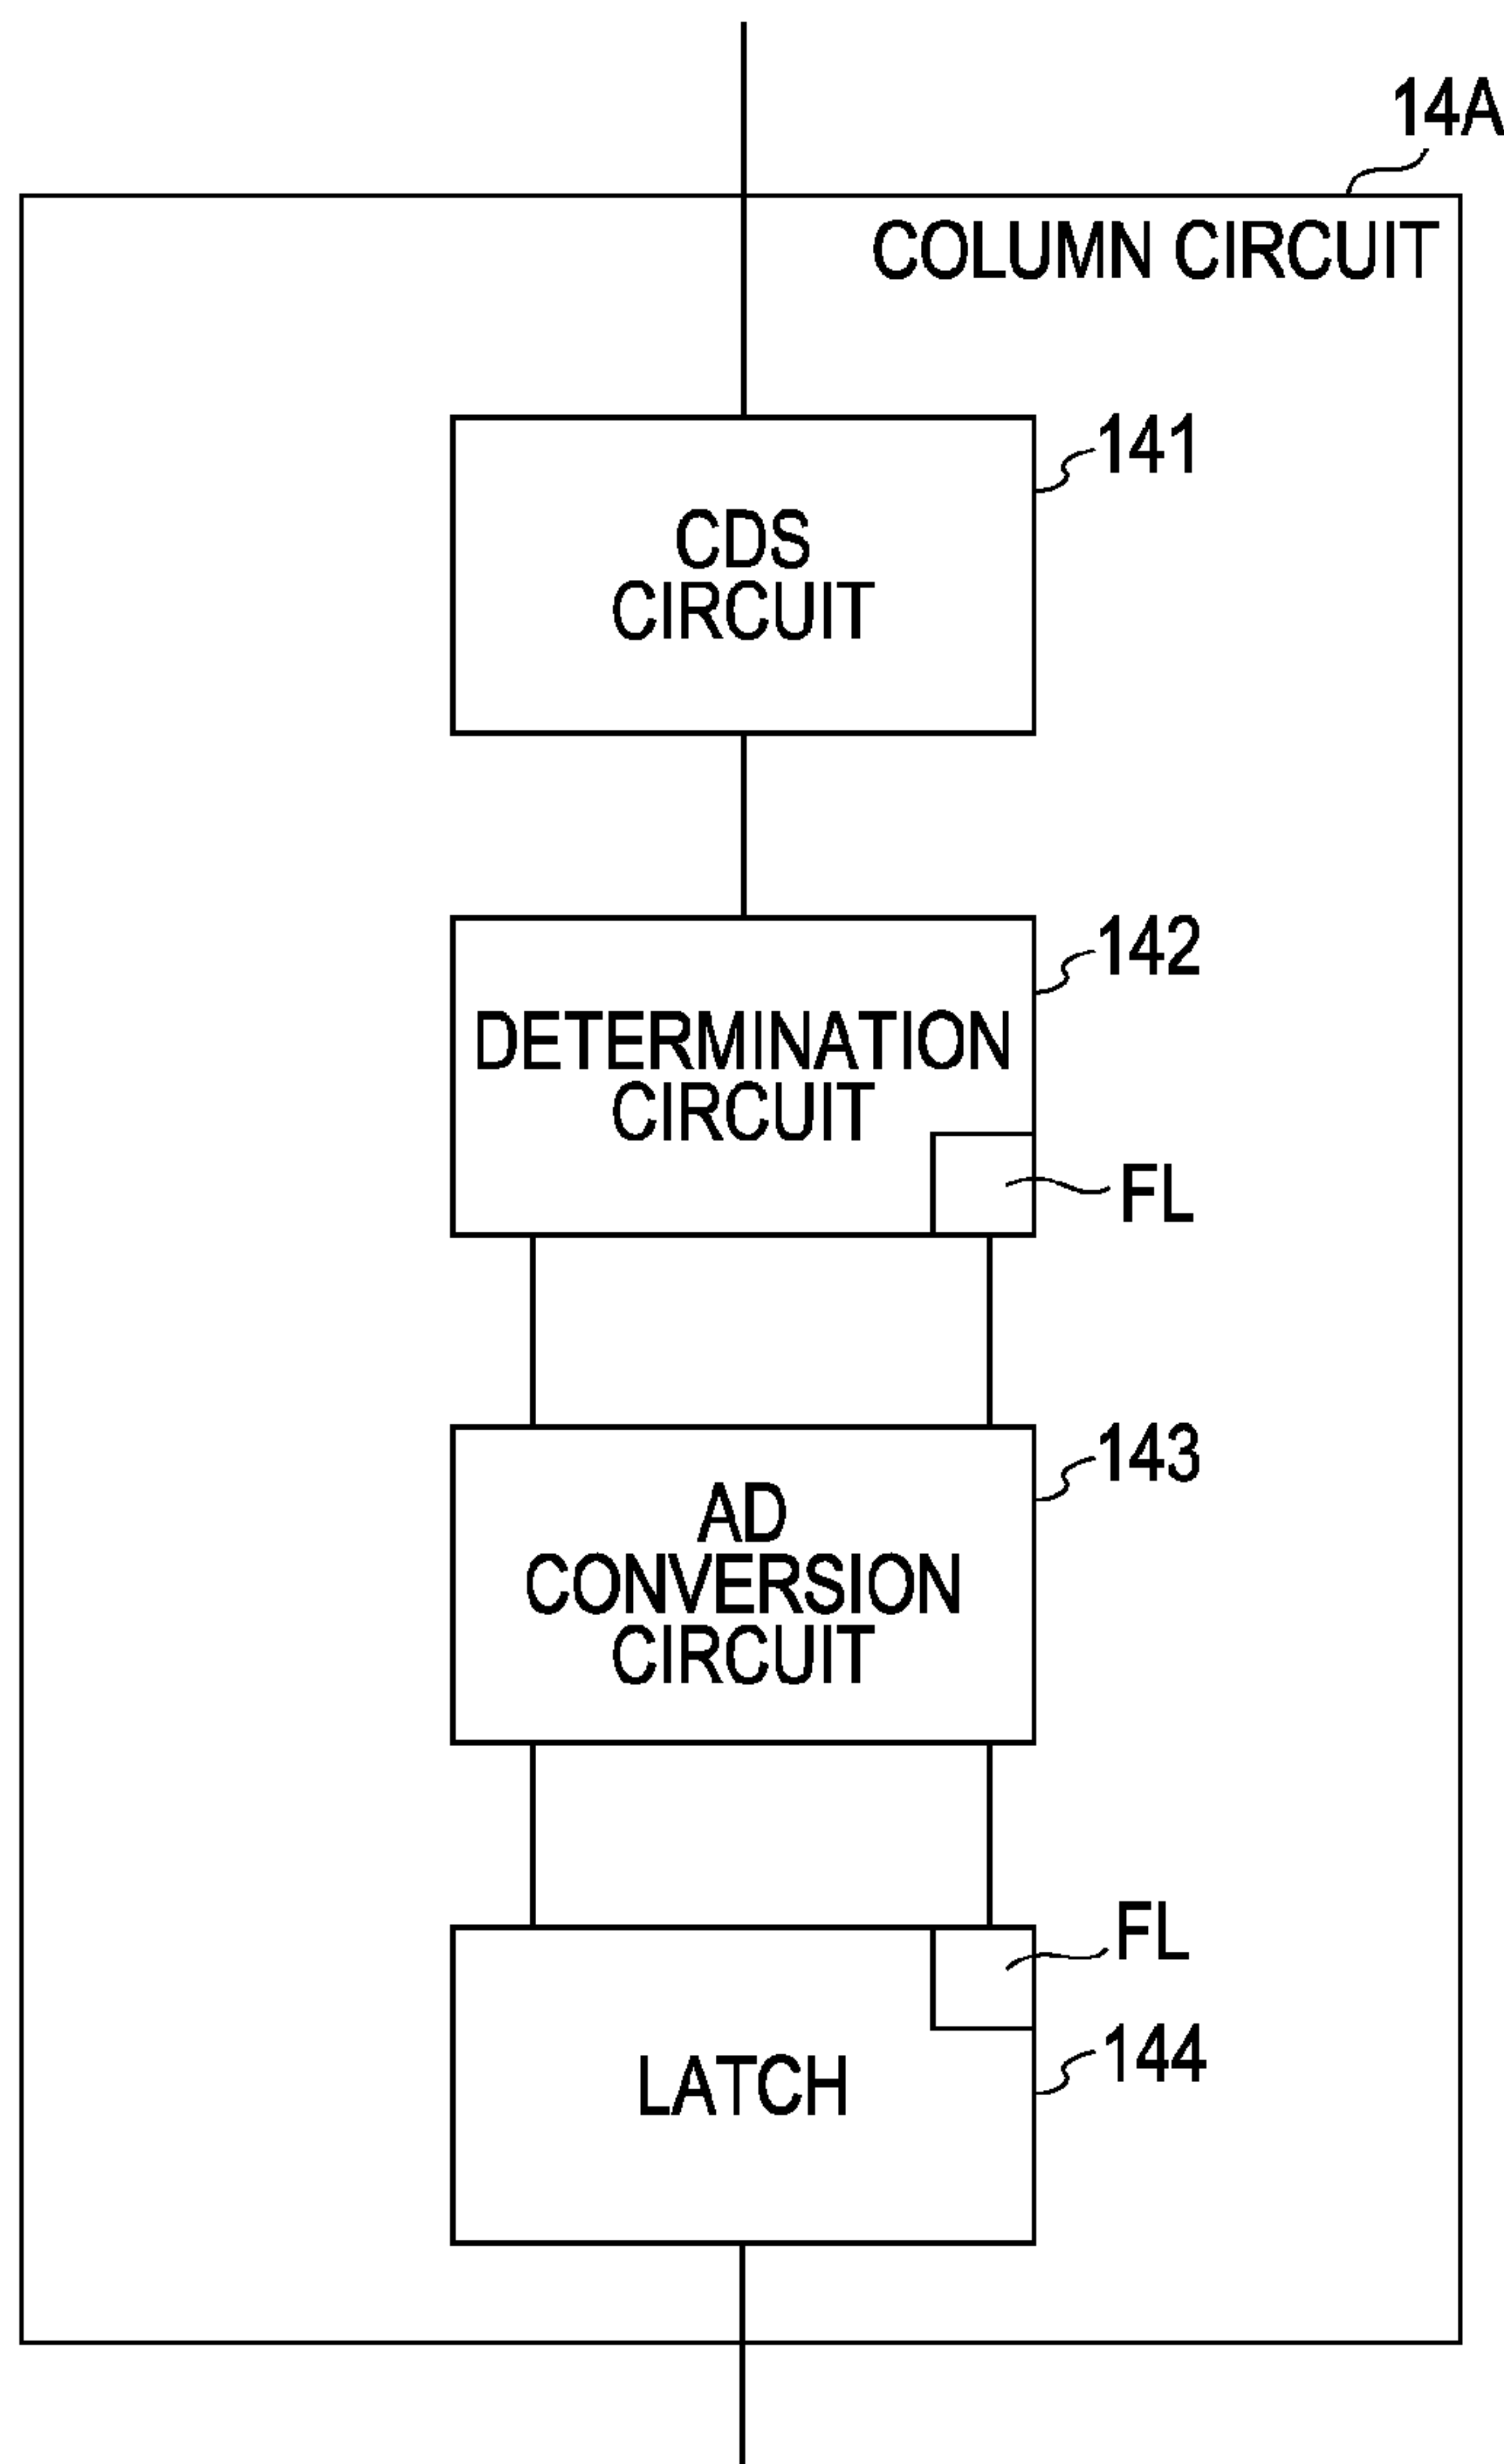 14A
COLUMN CIRCUIT
141
CDS
CIRCUIT
142
DETERMINATION
CIRCUIT
FL
143
AD
CONVERSION
CIRCUIT
FL
144
LATCH